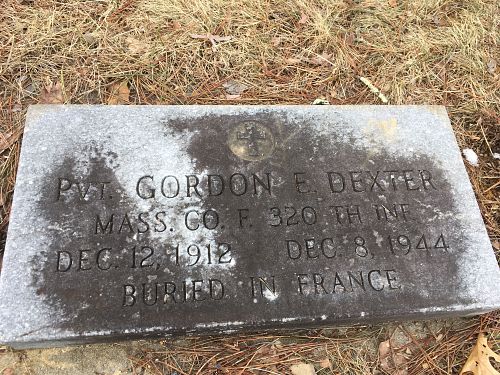 PVT. GORDON E. DEXTER
MASS. CO. F. 320 TH INF
DEC. 12, 1912 DEC. 8, 1944
BURIED IN FRANCE